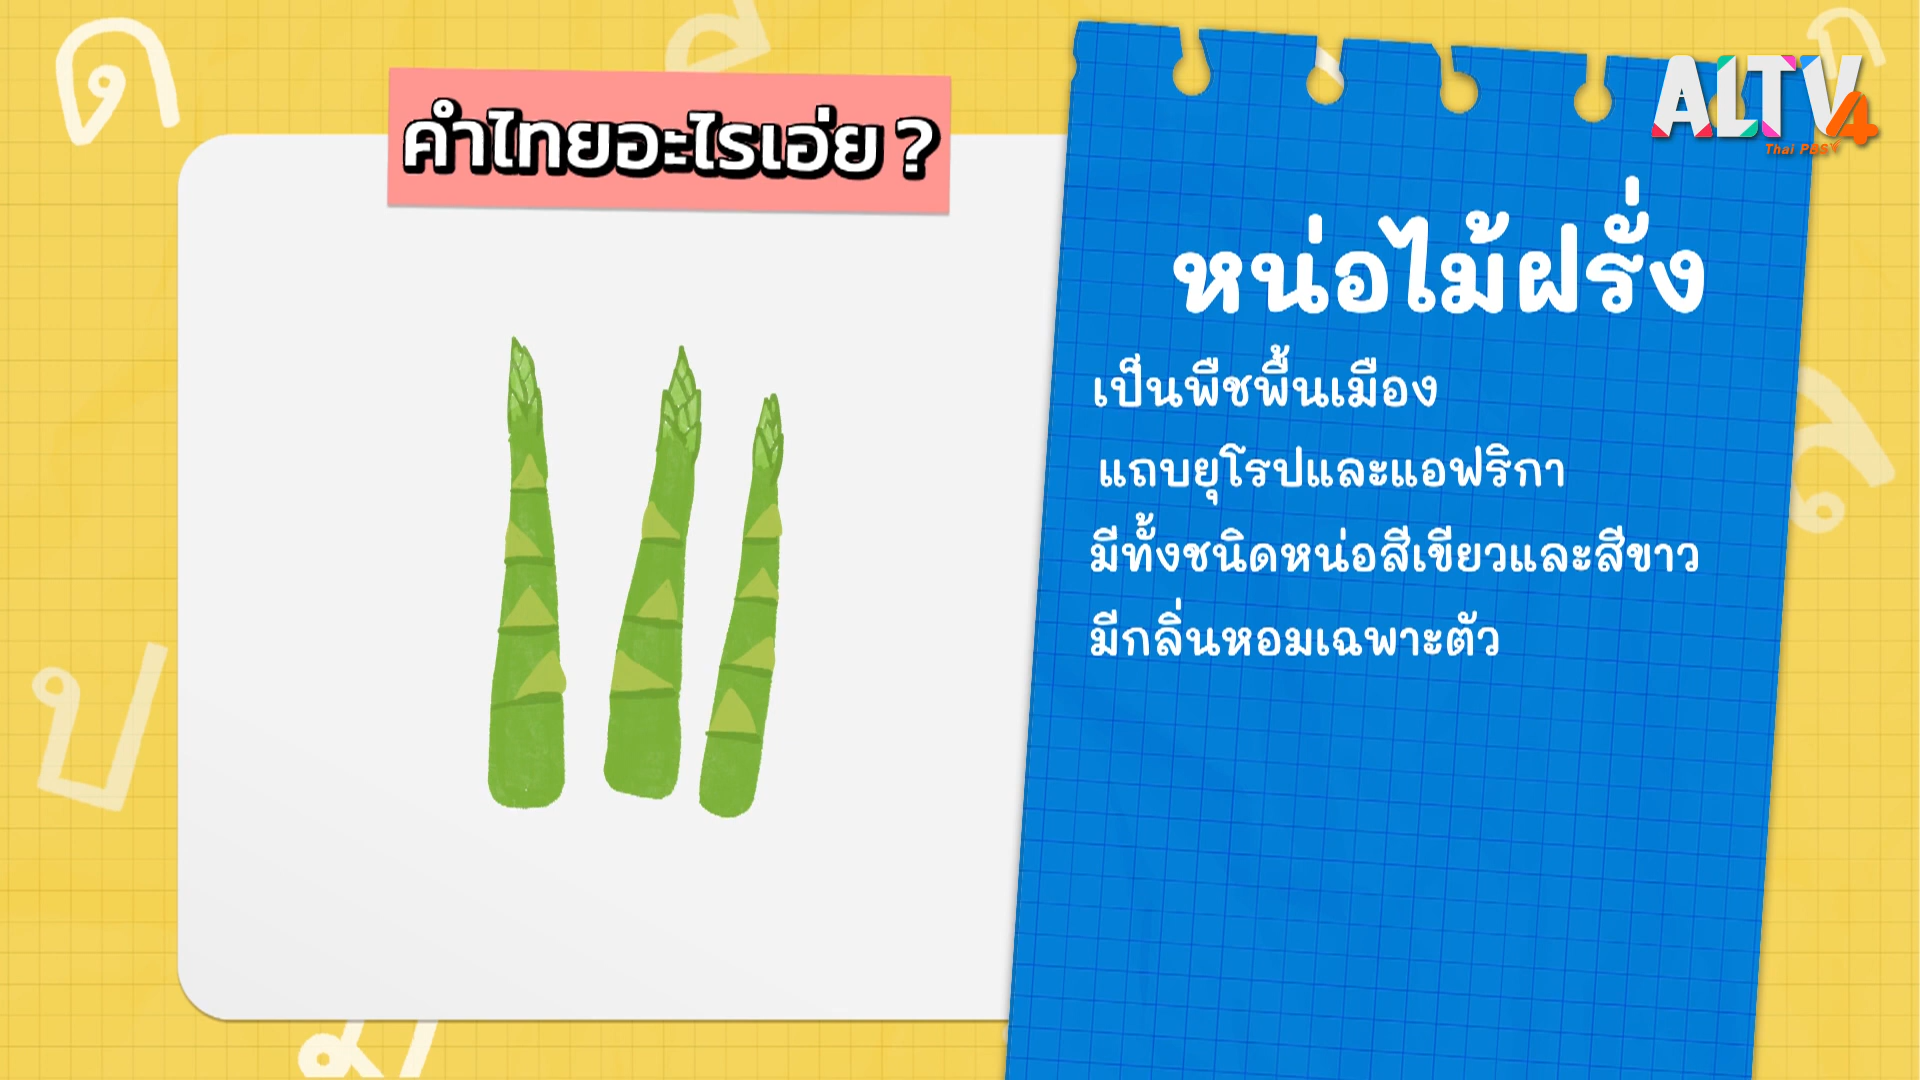 คำไทยอะไรเอ่ย ?
ALTV4
Thai PBS
หน่อไม้ฝรั่ง
เป็นพืชพื้นเมือง
แถบยุโรปและแอฟริกา
มีทั้งชนิดหน่อสีเขียวและสีขาว
มีกลิ่นหอมเฉพาะตัว
ด
ป